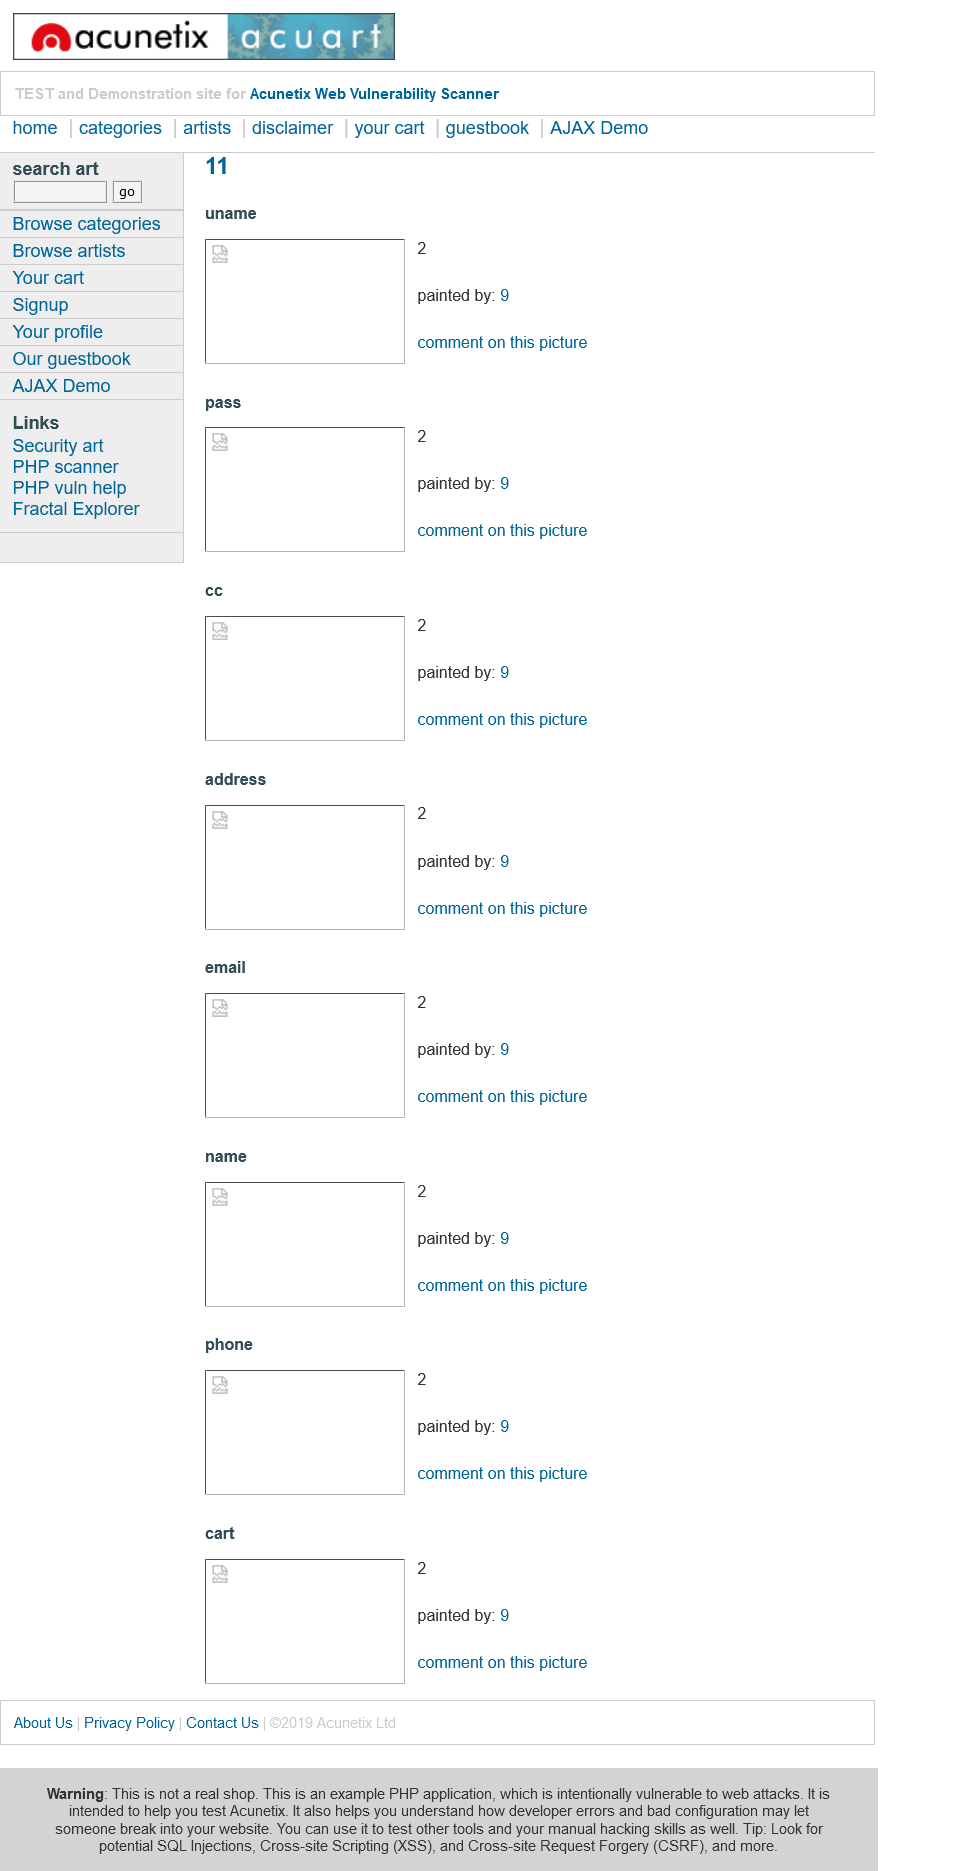 acunetix acuart
TEST and Demonstration site for Acunetix Web Vulnerability Scanner
home | categories | artists | disclaimer | your cart | guestbook | AJAX Demo
search art
go
Browse categories
Browse artists
Your cart
Signup
Your profile
Our guestbook
AJAX Demo
Links
Security art
PHP scanner
PHP vuln help
Fractal Explorer
11
uname
2
painted by: 9
comment on this picture
pass
2
painted by: 9
comment on this picture
cc
2
painted by: 9
comment on this picture
address
2
painted by: 9
comment on this picture
email
2
painted by: 9
comment on this picture
name
2
painted by: 9
comment on this picture
phone
2
painted by: 9
comment on this picture
cart
2
painted by: 9
comment on this picture
About Us | Privacy Policy | Contact Us | ©2019 Acunetix Ltd
Warning: This is not a real shop. This is an example PHP application, which is intentionally vulnerable to web attacks. It is
intended to help you test Acunetix. It also helps you understand how developer errors and bad configuration may let
someone break into your website. You can use it to test other tools and your manual hacking skills as well. Tip: Look for
potential SQL Injections, Cross-site Scripting (XSS), and Cross-site Request Forgery (CSRF), and more.